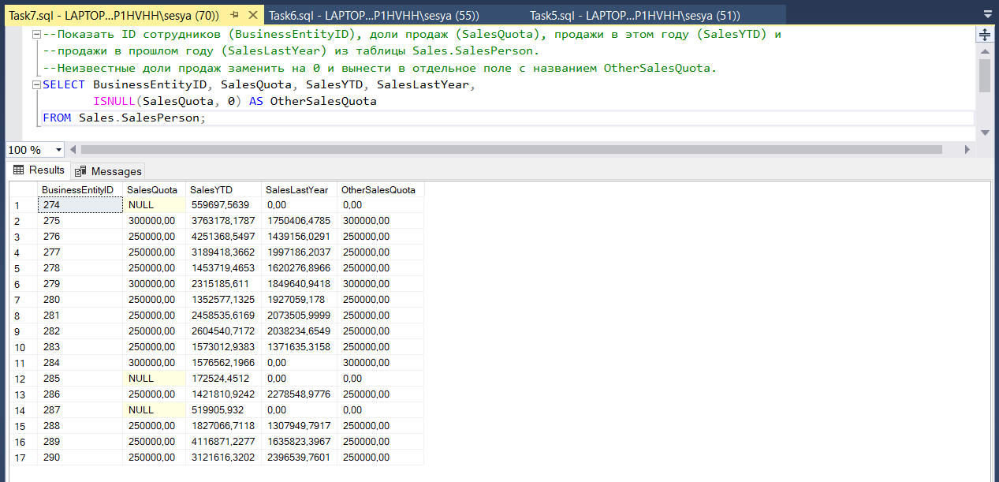 Task7.sql - LAPTOP...P1HVHH\sesya (70)) Task6.sql - LAPTOP...P1HVHH\sesya (55)) Task5.sql - LAPTOP...P1HVHH\sesya (51))
--Показать ID сотрудников (BusinessEntityID), доли продаж (SalesQuota), продажи в этом году (SalesYTD) и
--продажи в прошлом году (SalesLastYear) из таблицы Sales.SalesPerson.
--Неизвестные доли продаж заменить на 0 и вынести в отдельное поле с названием OtherSalesQuota.
SELECT BusinessEntityID, SalesQuota, SalesYTD, SalesLastYear,
ISNULL(SalesQuota, 0) AS OtherSalesQuota
FROM Sales.SalesPerson;
100 %
Results Messages
BusinessEntityID SalesQuota SalesYTD SalesLastYear OtherSalesQuota
1 274 NULL 559697,5639 0,00 0,00
2 275 300000,00 3763178,1787 1750406,4785 300000,00
3 276 250000,00 4251368,5497 1439156,0291 250000,00
4 277 250000,00 3189418,3662 1997186,2037 250000,00
5 278 250000,00 1453719,4653 1620276,8966 250000,00
6 279 300000,00 2315185,611 1849640,9418 300000,00
7 280 250000,00 1352577,1325 1927059,178 250000,00
8 281 250000,00 2458535,6169 2073505,9999 250000,00
9 282 250000,00 2604540,7172 2038234,6549 250000,00
10 283 250000,00 1573012,9383 1371635,3158 250000,00
11 284 300000,00 1576562,1966 0,00 300000,00
12 285 NULL 172524,4512 0,00 0,00
13 286 250000,00 1421810,9242 2278548,9776 250000,00
14 287 NULL 519905,932 0,00 0,00
15 288 250000,00 1827066,7118 1307949,7917 250000,00
16 289 250000,00 4116871,2277 1635823,3967 250000,00
17 290 250000,00 3121616,3202 2396539,7601 250000,00